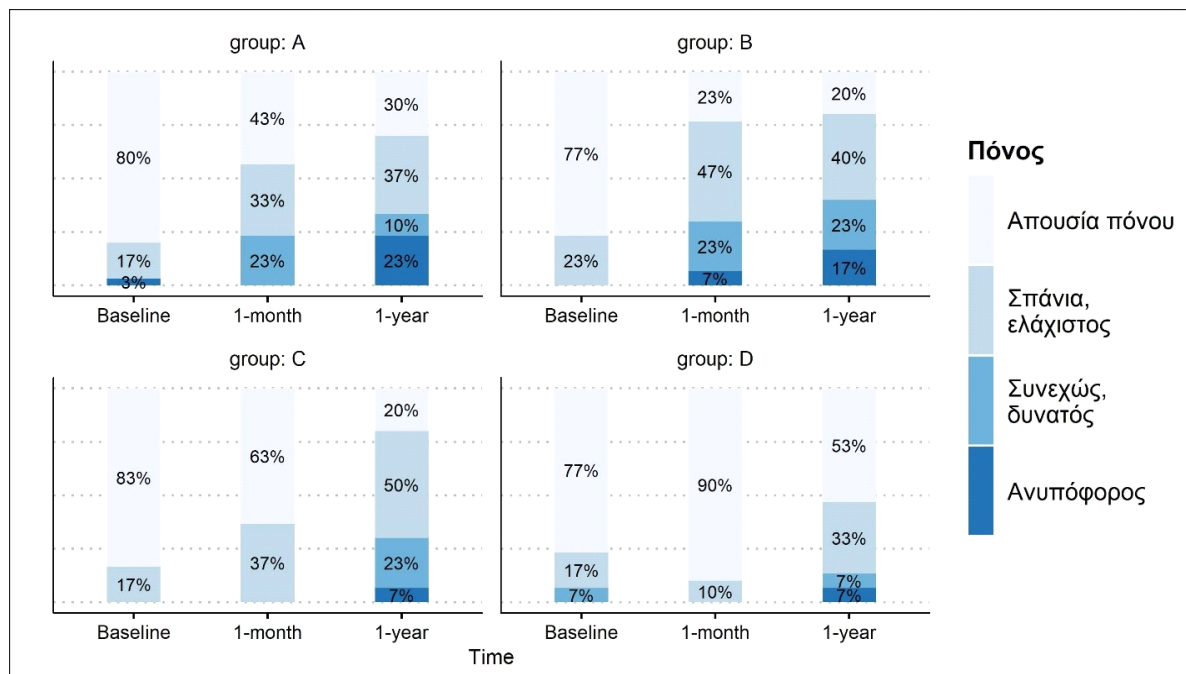 group: A
80%
17%
3%
43%
33%
23%
30%
37%
10%
23%
Baseline
1-month
1-year
group: B
77%
23%
23%
47%
23%
7%
20%
40%
23%
17%
Baseline
1-month
1-year
group: C
83%
17%
63%
37%
20%
50%
23%
7%
Baseline
1-month
1-year
group: D
77%
17%
7%
90%
10%
53%
33%
7%
7%
Baseline
1-month
1-year
Time
Πόνος
Απουσία πόνου
Σπάνια,
ελάχιστος
Συνεχώς,
δυνατός
Ανυπόφορος